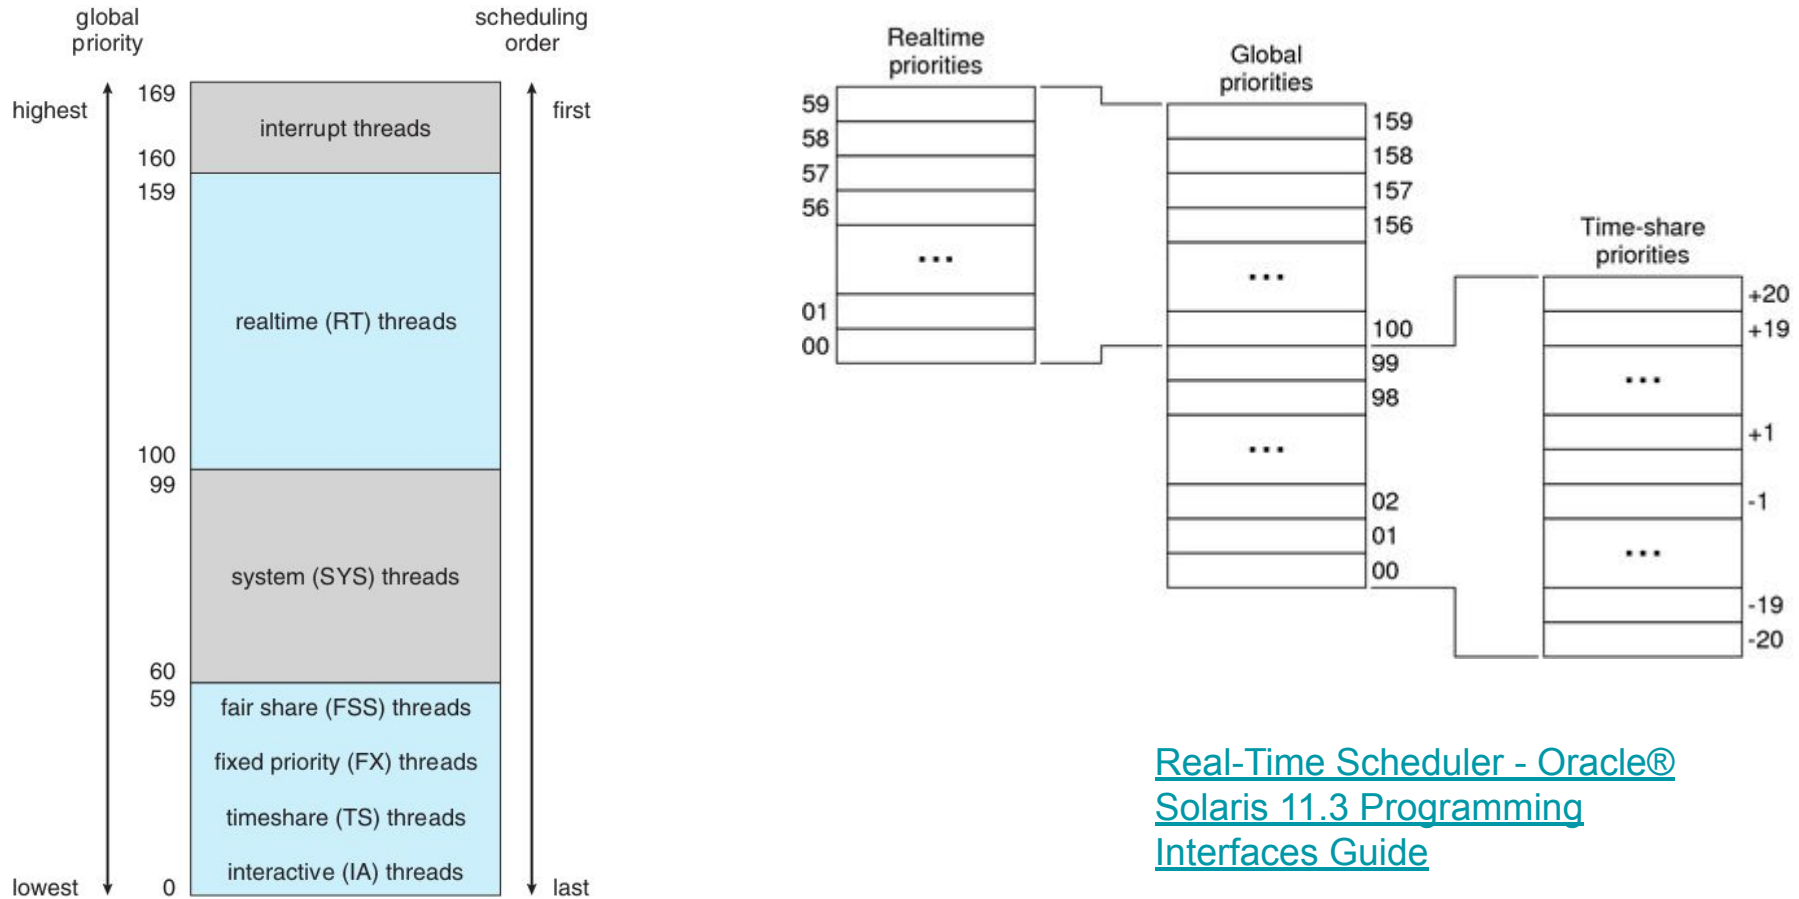 global
priority
scheduling
order
highest
169
first
interrupt threads
160
159
realtime (RT) threads
100
99
system (SYS) threads
60
59
fair share (FSS) threads
fixed priority (FX) threads
timeshare (TS) threads
interactive (IA) threads
lowest
0
last
Realtime
priorities
59
58
57
56
...
01
00
Global
priorities
159
158
157
156
...
100
99
98
...
02
01
00
Time-share
priorities
+20
+19
...
+1
-1
...
-19
-20
Real-Time Scheduler - Oracle®
Solaris 11.3 Programming
Interfaces Guide